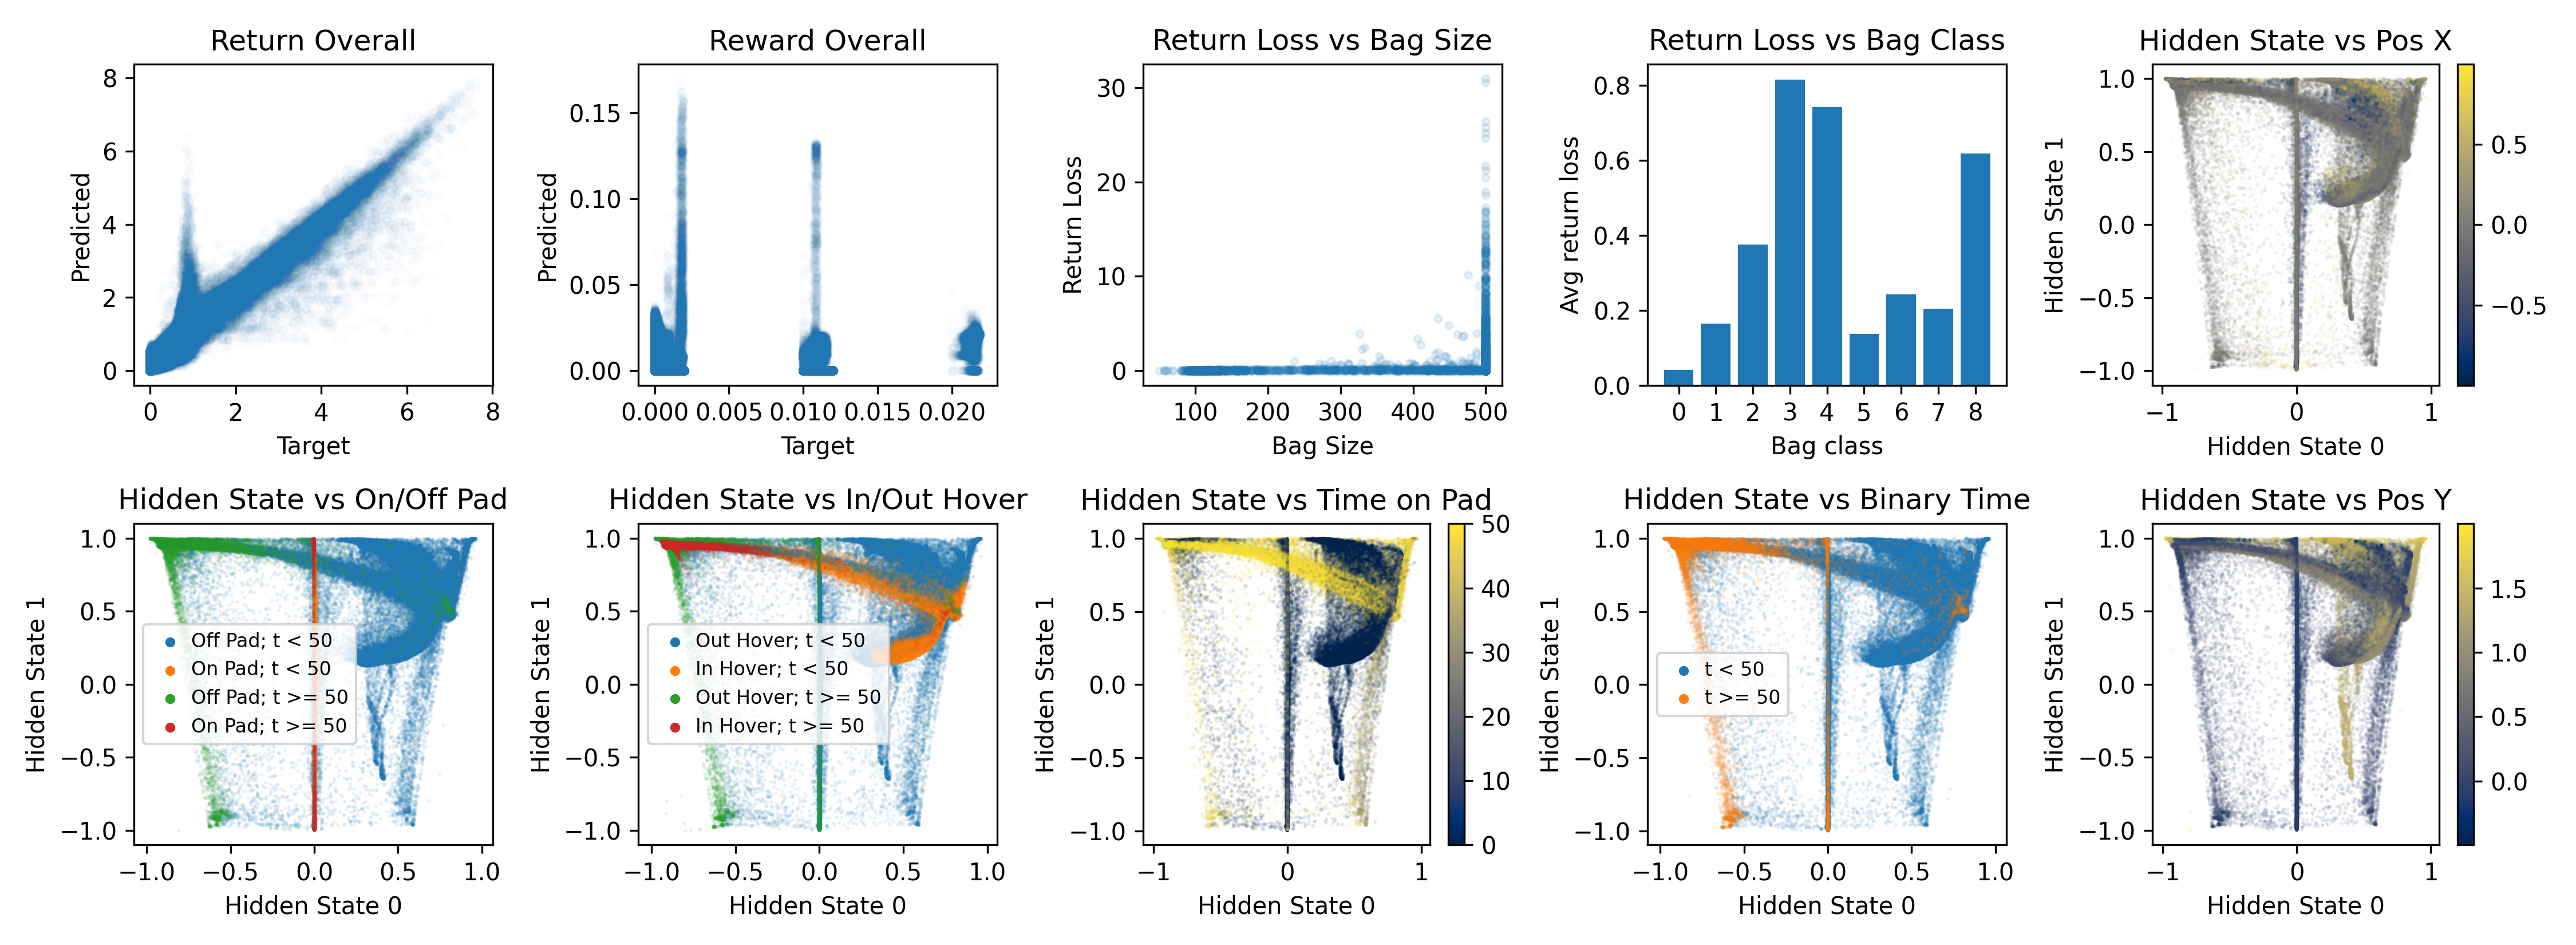 Return Overall
Predicted
8
6
4
2
0
0 2 4 6 8
Target
Reward Overall
Predicted
0.15
0.10
0.05
0.00
0.000 0.005 0.010 0.015 0.020
Target
Return Loss vs Bag Size
Return Loss
30
20
10
0
100 200 300 400 500
Bag Size
Return Loss vs Bag Class
Avg return loss
0.8
0.6
0.4
0.2
0.0
0 1 2 3 4 5 6 7 8
Bag class
Hidden State vs Pos X
Hidden State 1
1.0
0.5
0.0
−0.5
−1.0
−1 0 1
Hidden State 0
0.5
0.0
−0.5
Hidden State vs On/Off Pad
Hidden State 1
1.0
0.5
0.0
−0.5
−1.0
Off Pad; t < 50
On Pad; t < 50
Off Pad; t >= 50
On Pad; t >= 50
−1.0 −0.5 0.0 0.5 1.0
Hidden State 0
Hidden State vs In/Out Hover
Hidden State 1
1.0
0.5
0.0
−0.5
−1.0
Out Hover; t < 50
In Hover; t < 50
Out Hover; t >= 50
In Hover; t >= 50
−1.0 −0.5 0.0 0.5 1.0
Hidden State 0
Hidden State vs Time on Pad
Hidden State 1
1.0
0.5
0.0
−0.5
−1.0
−1 0 1
Hidden State 0
50
40
30
20
10
0
Hidden State vs Binary Time
Hidden State 1
1.0
0.5
0.0
−0.5
−1.0
t < 50
t >= 50
−1.0 −0.5 0.0 0.5 1.0
Hidden State 0
Hidden State vs Pos Y
Hidden State 1
1.0
0.5
0.0
−0.5
−1.0
−1 0 1
Hidden State 0
1.5
1.0
0.5
0.0